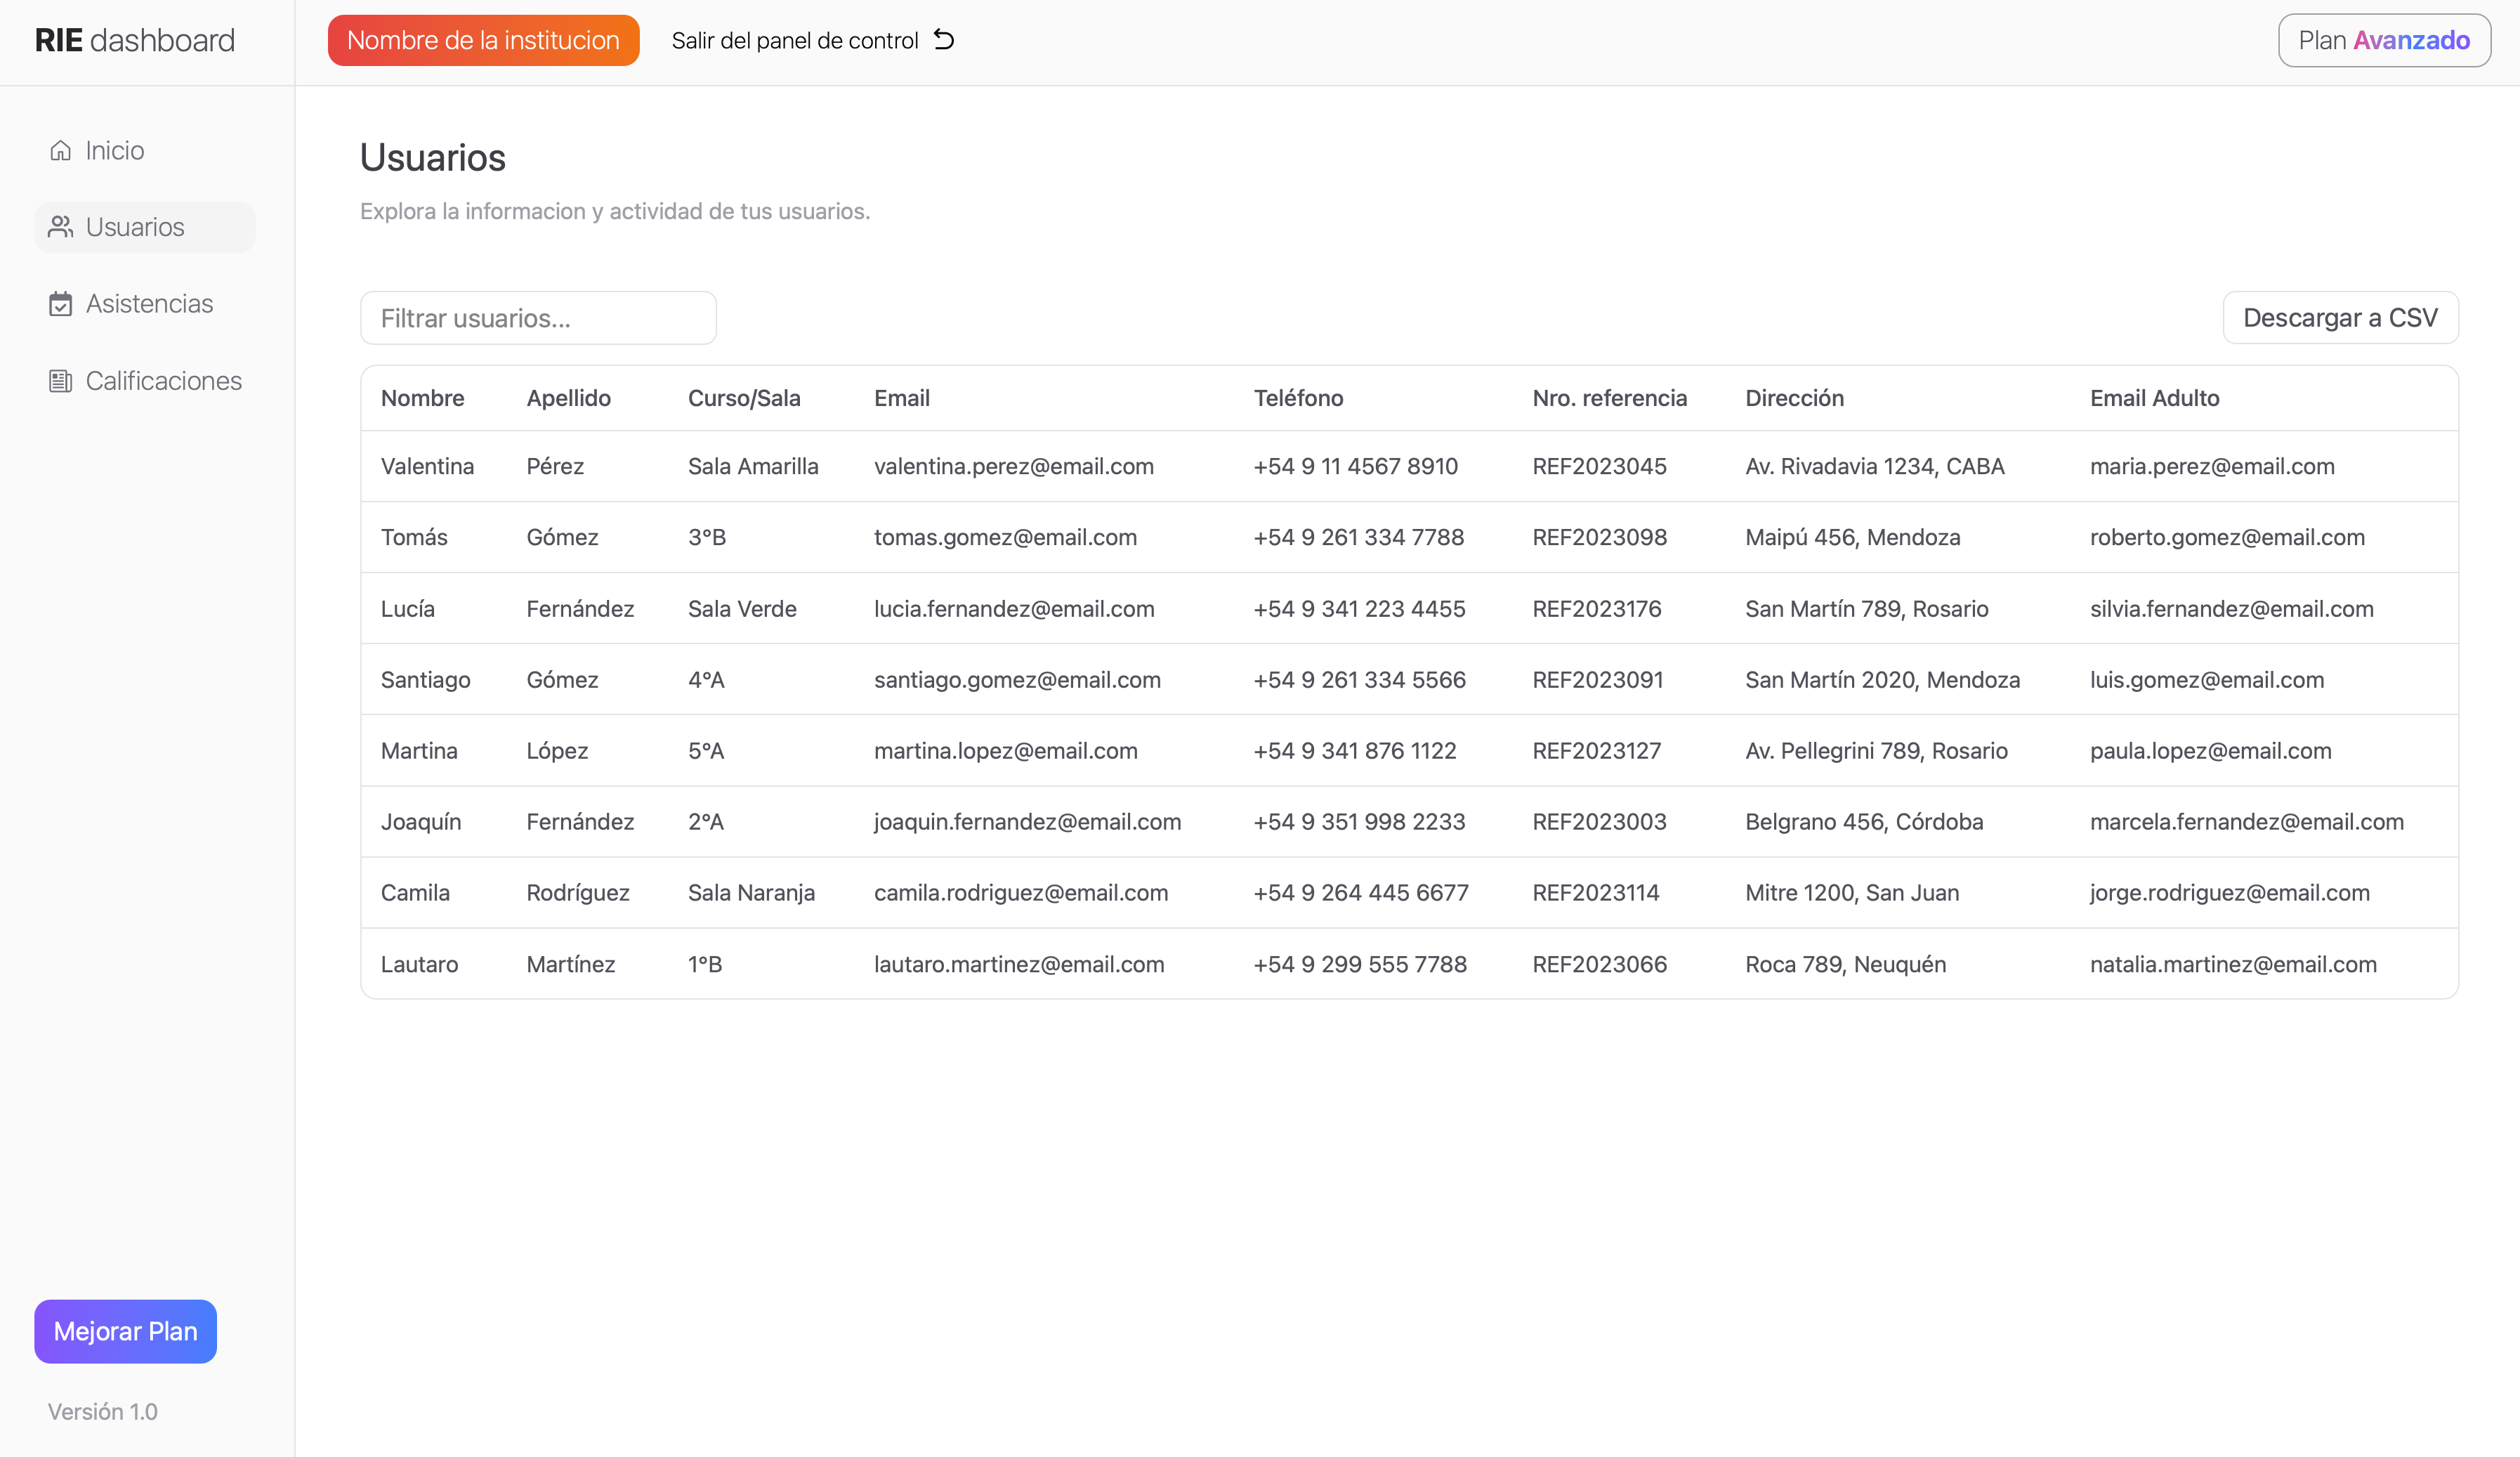 RIE dashboard
Nombre de la institucion
Salir del panel de control
Plan Avanzado
Inicio
Usuarios
Asistencias
Calificaciones
Mejorar Plan
Versión 1.0
Usuarios
Explora la informacion y actividad de tus usuarios.
Filtrar usuarios...
Descargar a CSV
Nombre Apellido Curso/Sala Email Teléfono Nro. referencia Dirección Email Adulto
Valentina Pérez Sala Amarilla valentina.perez@email.com +54 9 11 4567 8910 REF2023045 Av. Rivadavia 1234, CABA maria.perez@email.com
Tomás Gómez 3°B tomas.gomez@email.com +54 9 261 334 7788 REF2023098 Maipú 456, Mendoza roberto.gomez@email.com
Lucía Fernández Sala Verde lucia.fernandez@email.com +54 9 341 223 4455 REF2023176 San Martín 789, Rosario silvia.fernandez@email.com
Santiago Gómez 4°A santiago.gomez@email.com +54 9 261 334 5566 REF2023091 San Martín 2020, Mendoza luis.gomez@email.com
Martina López 5°A martina.lopez@email.com +54 9 341 876 1122 REF2023127 Av. Pellegrini 789, Rosario paula.lopez@email.com
Joaquín Fernández 2°A joaquin.fernandez@email.com +54 9 351 998 2233 REF2023003 Belgrano 456, Córdoba marcela.fernandez@email.com
Camila Rodríguez Sala Naranja camila.rodriguez@email.com +54 9 264 445 6677 REF2023114 Mitre 1200, San Juan jorge.rodriguez@email.com
Lautaro Martínez 1°B lautaro.martinez@email.com +54 9 299 555 7788 REF2023066 Roca 789, Neuquén natalia.martinez@email.com